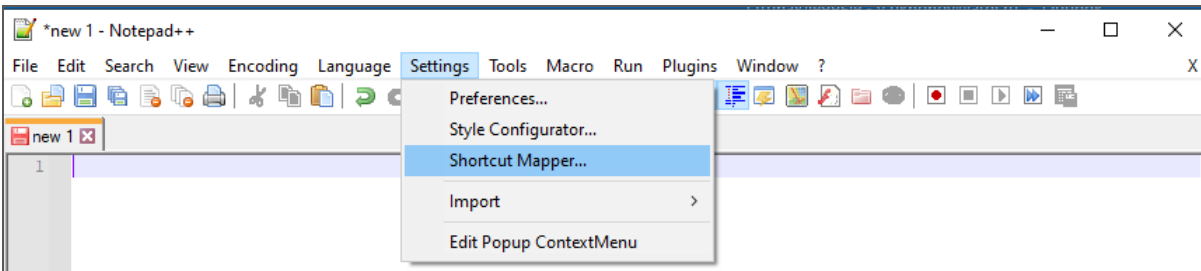 *new 1 - Notepad++
File Edit Search View Encoding Language Settings Tools Macro Run Plugins Window ? X
new 1
Preferences...
Style Configurator...
Shortcut Mapper...
Import
Edit Popup ContextMenu
1